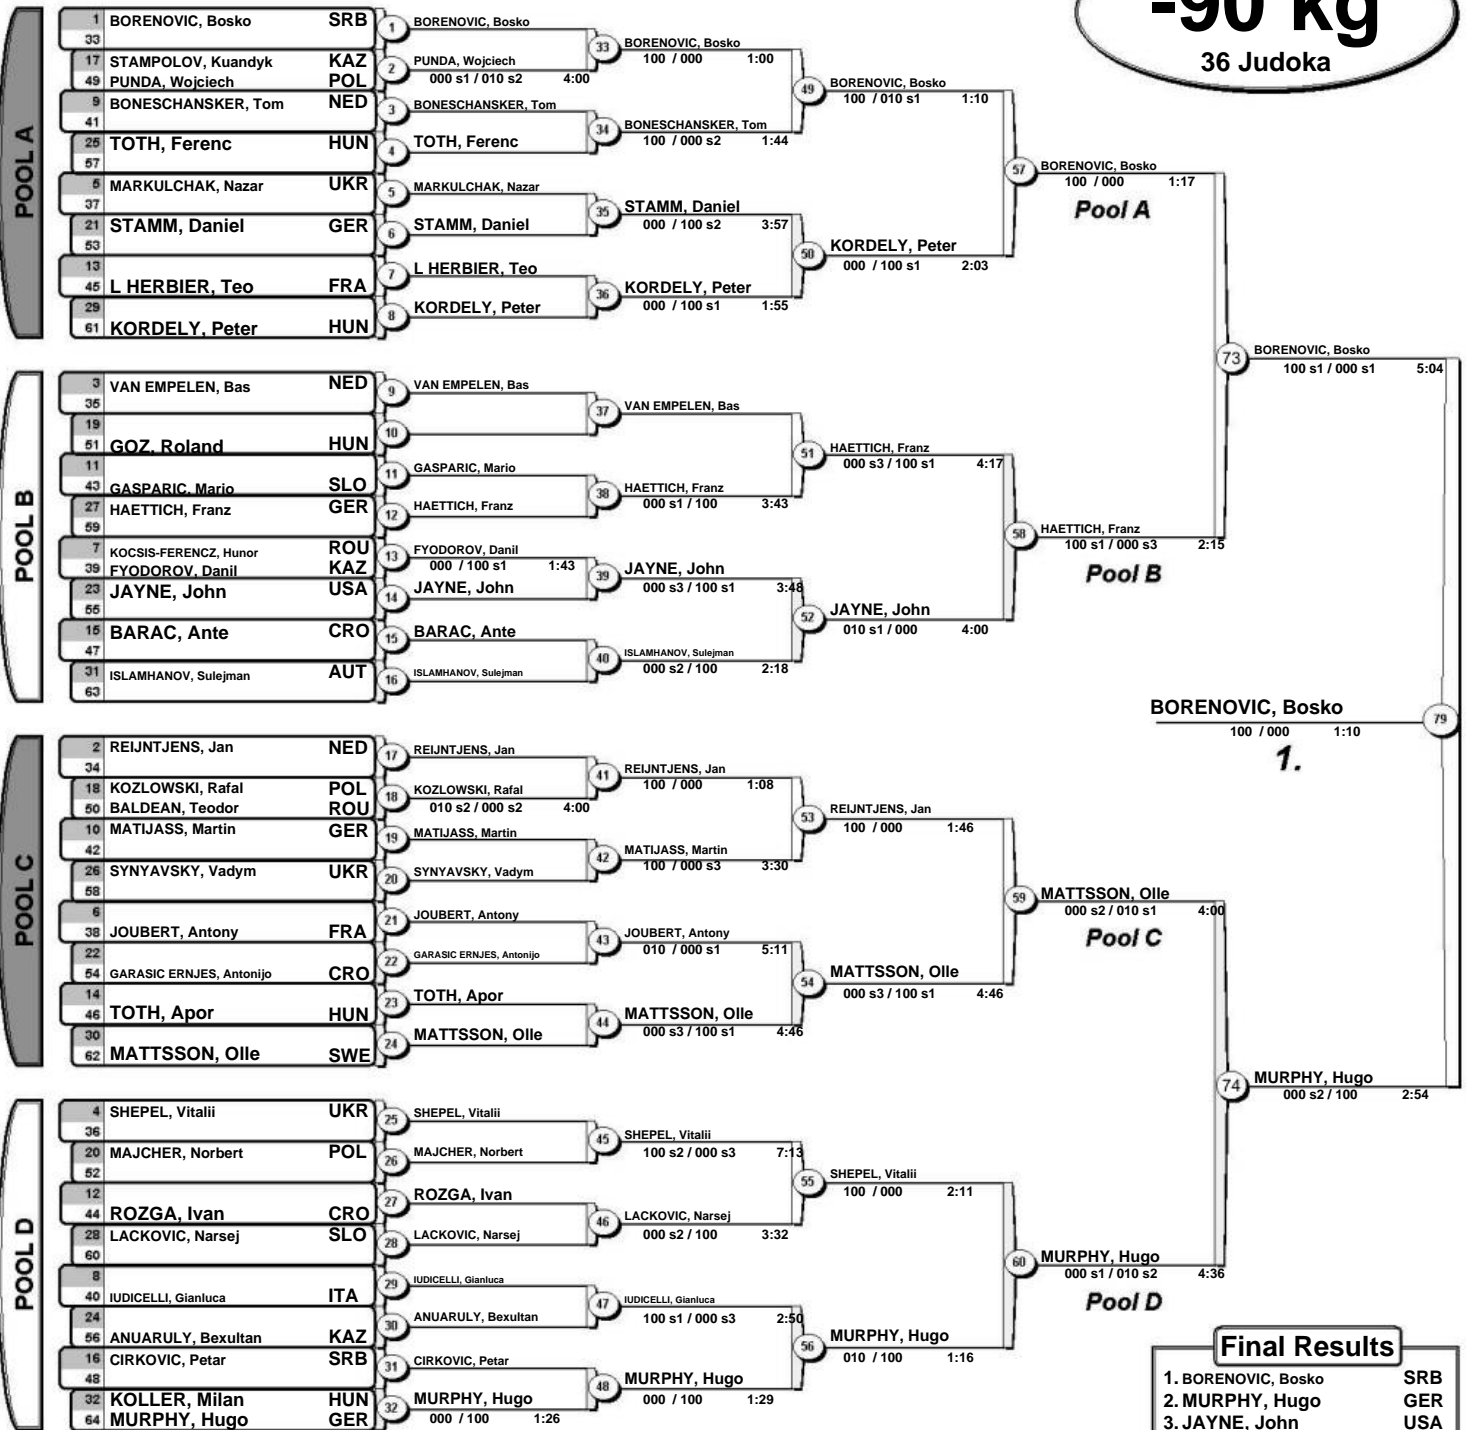 -90 kg
36 Judoka
POOL A
1 BORENOVIC, Bosko SRB
33
17 STAMPOLOV, Kuandyk KAZ
49 PUNDA, Wojciech POL
9 BONESCHANSKER, Tom NED
41
25 TOTH, Ferenc HUN
57
5 MARKULCHAK, Nazar UKR
37
21 STAMM, Daniel GER
53
13
45 L HERBIER, Teo FRA
29
61 KORDELY, Peter HUN
1 BORENOVIC, Bosko
2 PUNDA, Wojciech
000 s1 / 010 s2 4:00
3 BONESCHANSKER, Tom
4 TOTH, Ferenc
5 MARKULCHAK, Nazar
6 STAMM, Daniel
7 L HERBIER, Teo
8 KORDELY, Peter
33 BORENOVIC, Bosko
100 / 000 1:00
34 BONESCHANSKER, Tom
100 / 000 s2 1:44
35 STAMM, Daniel
000 / 100 s2 3:57
36 KORDELY, Peter
000 / 100 s1 1:55
49 BORENOVIC, Bosko
100 / 010 s1 1:10
50 KORDELY, Peter
000 / 100 s1 2:03
57 BORENOVIC, Bosko
100 / 000 1:17
Pool A
POOL B
3 VAN EMPELEN, Bas NED
35
19
51 GOZ, Roland HUN
11
43 GASPARIC, Mario SLO
27 HAETTICH, Franz GER
59
7 KOCSIS-FERENCZ, Hunor ROU
39 FYODOROV, Danil KAZ
23 JAYNE, John USA
55
15 BARAC, Ante CRO
47
31 ISLAMHANOV, Sulejman AUT
63
9 VAN EMPELEN, Bas
10
11 GASPARIC, Mario
12 HAETTICH, Franz
13 FYODOROV, Danil
000 / 100 s1 1:43
14 JAYNE, John
15 BARAC, Ante
16 ISLAMHANOV, Sulejman
37 VAN EMPELEN, Bas
38 HAETTICH, Franz
000 s1 / 100 3:43
39 JAYNE, John
000 s3 / 100 s1 3:48
40 ISLAMHANOV, Sulejman
000 s2 / 100 2:18
51 HAETTICH, Franz
000 s3 / 100 s1 4:17
52 JAYNE, John
010 s1 / 000 4:00
58 HAETTICH, Franz
100 s1 / 000 s3 2:15
Pool B
73 BORENOVIC, Bosko
100 s1 / 000 s1 5:04
BORENOVIC, Bosko 79
100 / 000 1:10
1.
POOL C
2 REIJNTJENS, Jan NED
34
18 KOZLOWSKI, Rafal POL
50 BALDEAN, Teodor ROU
10 MATIJASS, Martin GER
42
26 SYNYAVSKY, Vadym UKR
58
6
38 JOUBERT, Antony FRA
22
54 GARASIC ERNJES, Antonijo CRO
14
46 TOTH, Apor HUN
30
62 MATTSSON, Olle SWE
17 REIJNTJENS, Jan
18 KOZLOWSKI, Rafal
010 s2 / 000 s2 4:00
19 MATIJASS, Martin
20 SYNYAVSKY, Vadym
21 JOUBERT, Antony
22 GARASIC ERNJES, Antonijo
23 TOTH, Apor
24 MATTSSON, Olle
41 REIJNTJENS, Jan
100 / 000 1:08
42 MATIJASS, Martin
100 / 000 s3 3:30
43 JOUBERT, Antony
010 / 000 s1 5:11
44 MATTSSON, Olle
000 s3 / 100 s1 4:46
53 REIJNTJENS, Jan
100 / 000 1:46
54 MATTSSON, Olle
000 s3 / 100 s1 4:46
59 MATTSSON, Olle
000 s2 / 010 s1 4:00
Pool C
POOL D
4 SHEPEL, Vitalii UKR
36
20 MAJCHER, Norbert POL
52
12
44 ROZGA, Ivan CRO
28 LACKOVIC, Narsej SLO
60
8
40 IUDICELLI, Gianluca ITA
24
56 ANUARULY, Bexultan KAZ
16 CIRKOVIC, Petar SRB
48
32 KOLLER, Milan HUN
64 MURPHY, Hugo GER
25 SHEPEL, Vitalii
26 MAJCHER, Norbert
27 ROZGA, Ivan
28 LACKOVIC, Narsej
29 IUDICELLI, Gianluca
30 ANUARULY, Bexultan
31 CIRKOVIC, Petar
32 MURPHY, Hugo
000 / 100 1:26
45 SHEPEL, Vitalii
100 s2 / 000 s3 7:13
46 LACKOVIC, Narsej
000 s2 / 100 3:32
47 IUDICELLI, Gianluca
100 s1 / 000 s3 2:50
48 MURPHY, Hugo
000 / 100 1:29
55 SHEPEL, Vitalii
100 / 000 2:11
56 MURPHY, Hugo
010 / 100 1:16
60 MURPHY, Hugo
000 s1 / 010 s2 4:36
Pool D
74 MURPHY, Hugo
000 s2 / 100 2:54
Final Results
1. BORENOVIC, Bosko SRB
2. MURPHY, Hugo GER
3. JAYNE, John USA